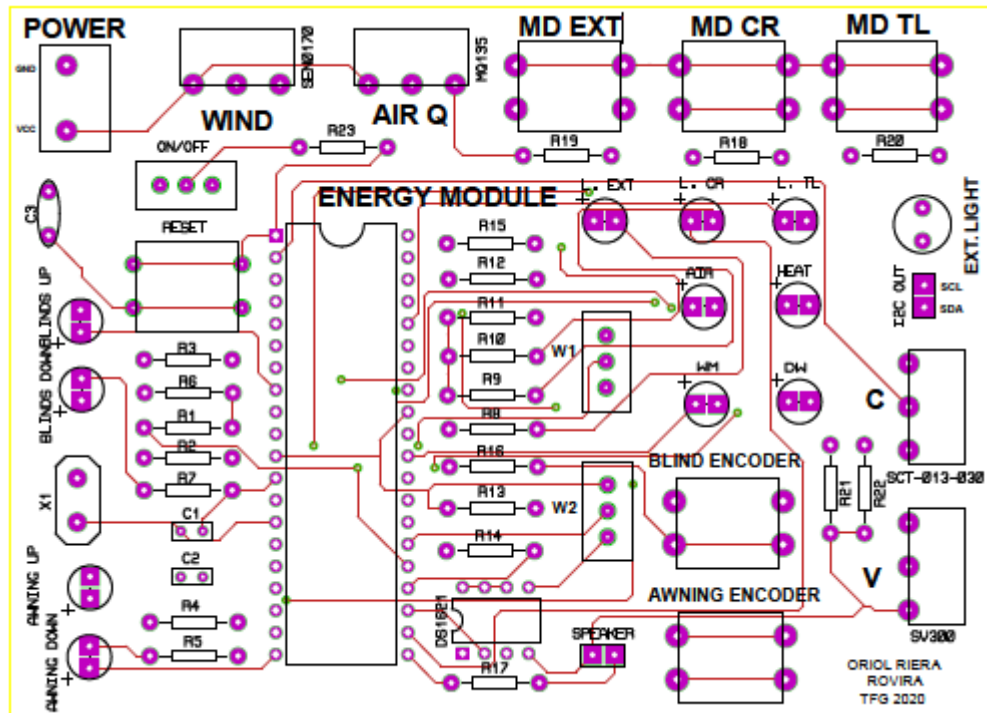 POWER
MD EXT
MD CR
MD TL
GND
SEN0170
MQ135
VCC
WIND
AIR Q
ON/OFF
R23
R19
R18
R20
ENERGY MODULE
L. EXT
L. CR
L. TL
C3
RESET
R15
EXT.LIGHT
R12
AIR
HEAT
I2C OUT
SCL
SDA
BLINDS UP
R11
R3
R10
W1
BLINDS DOWN
R6
R9
WM
DW
C
R1
R8
R2
R16
BLIND ENCODER
SCT-013-030
R7
R13
R21
R22
X1
C1
W2
R14
C2
V
AWNING UP
AWNING ENCODER
R4
DS1621
SPEAKER
SV300
R5
R17
AWNING DOWN
ORIOL RIERA
ROVIRA
TFG 2020